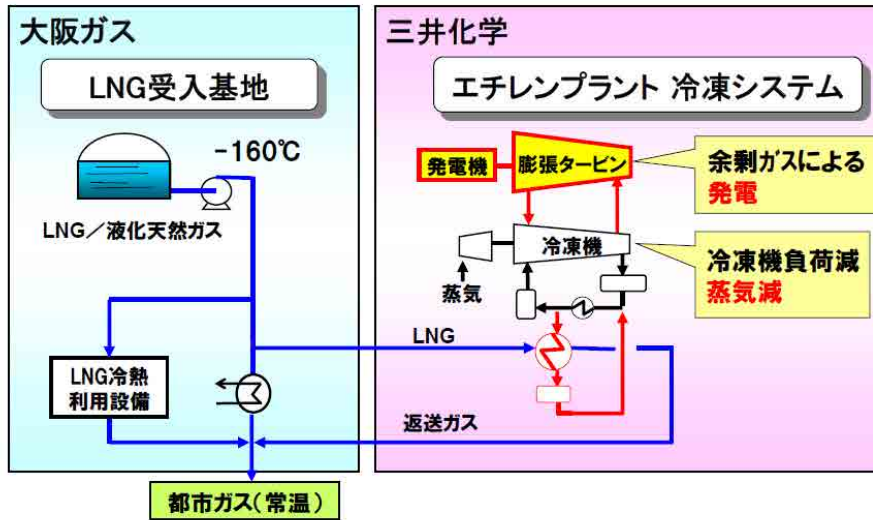 大阪ガス
LNG受入基地
-160℃
LNG/液化天然ガス
LNG冷熱
利用設備
都市ガス(常温)
三井化学
エチレンプラント 冷凍システム
発電機
膨張タービン
余剰ガスによる
発電
冷凍機
蒸気
冷凍機負荷減
蒸気減
LNG
返送ガス